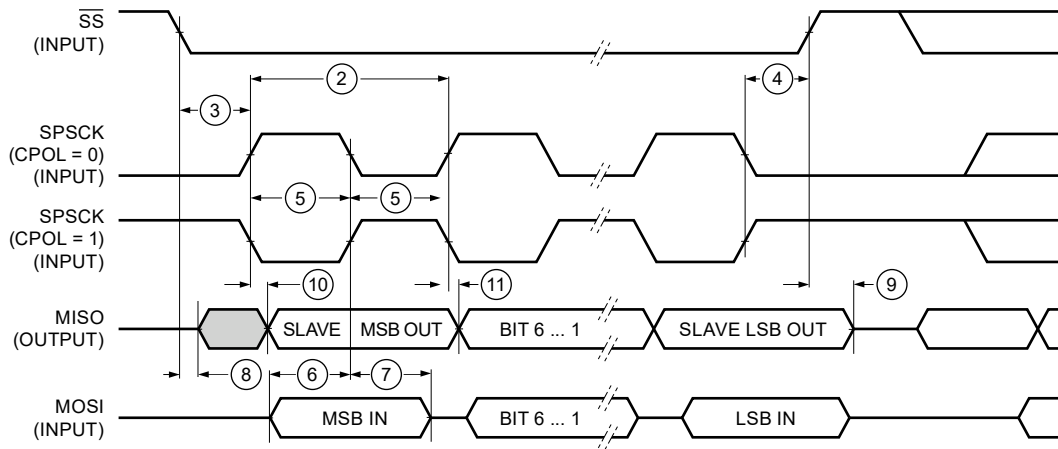 SS
(INPUT)
2
4
3
SPSCK
(CPOL = 0)
(INPUT)
5
5
SPSCK
(CPOL = 1)
(INPUT)
10
11
9
MISO
(OUTPUT)
SLAVE
MSB OUT
BIT 6 ... 1
SLAVE LSB OUT
8
6
7
MOSI
(INPUT)
MSB IN
BIT 6 ... 1
LSB IN